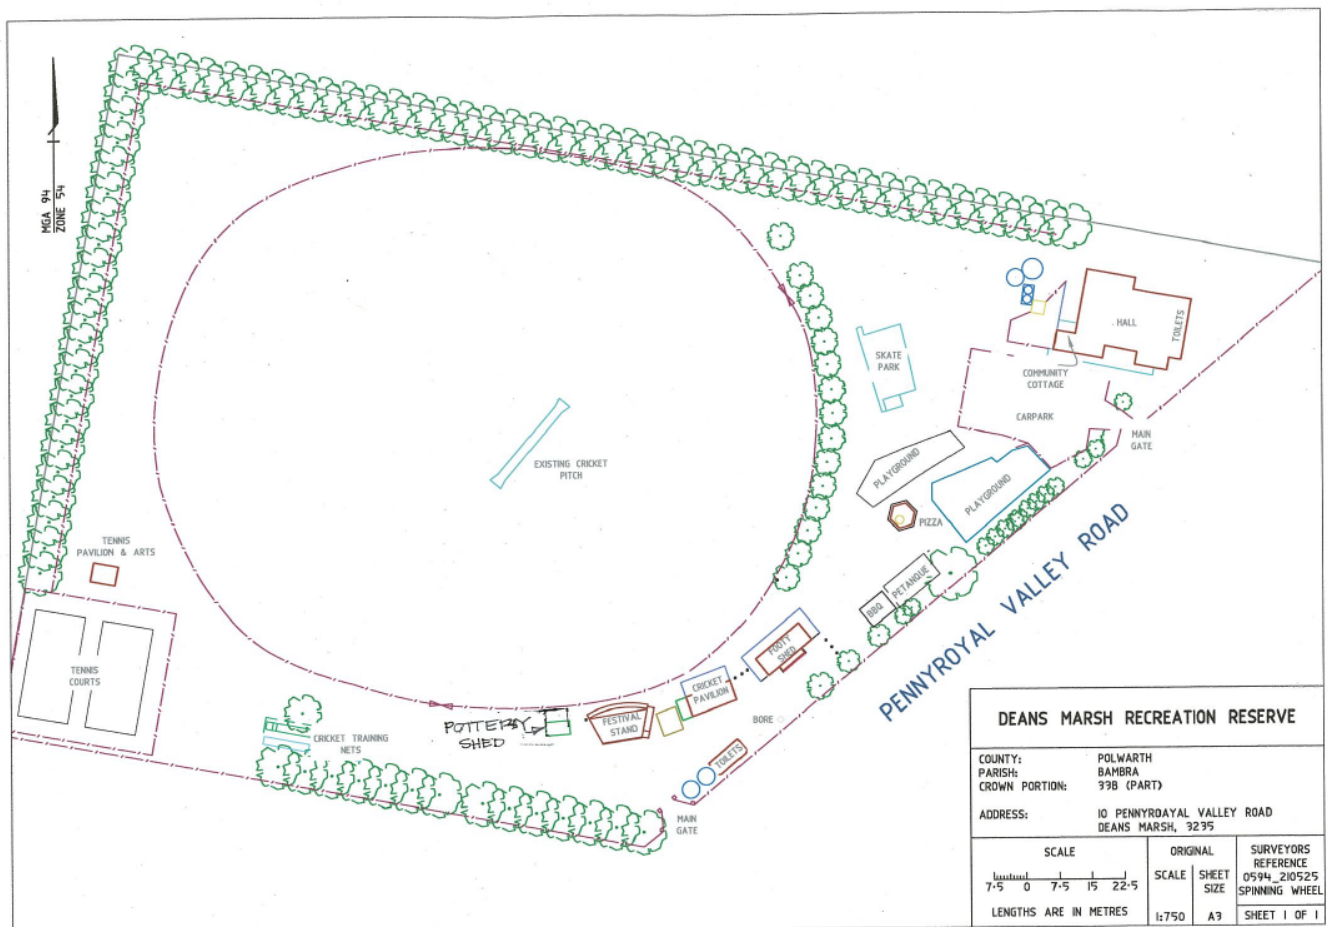 MGA 94
ZONE 54
HALL
TOILETS
SKATE
PARK
COMMUNITY
COTTAGE
CARPARK
MAIN
GATE
EXISTING CRICKET
PITCH
PLAYGROUND
PLAYGROUND
PIZZA
TENNIS
PAVILION & ARTS
PETANQUE
BBQ
PENNYROYAL VALLEY ROAD
TENNIS
COURTS
FOOTY
SHED
CRICKET
PAVILION
BORE
FESTIVAL
STAND
POTTERY
SHED
CRICKET TRAINING
NETS
TOILETS
MAIN
GATE
DEANS MARSH RECREATION RESERVE
COUNTY: POLWARTH
PARISH: BAMBRA
CROWN PORTION: 33B (PART)
ADDRESS: 10 PENNYROAYAL VALLEY ROAD
DEANS MARSH, 3235
SCALE
7·5 0 7·5 15 22·5
LENGTHS ARE IN METRES
ORIGINAL
SCALE SHEET SIZE
1:750 A3
SURVEYORS
REFERENCE
0594_210525
SPINNING WHEEL
SHEET 1 OF 1